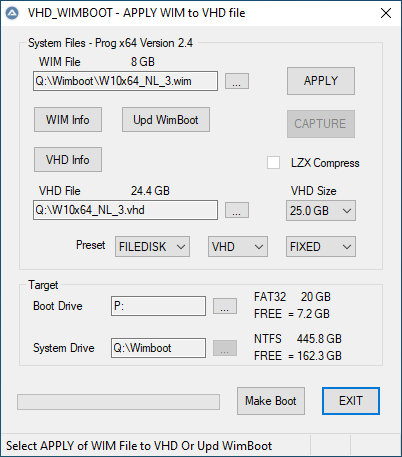 VHD_WIMBOOT - APPLY WIM to VHD file
System Files - Prog x64 Version 2.4
WIM File 8 GB
Q:\Wimboot\W10x64_NL_3.wim ... APPLY
WIM Info Upd WimBoot CAPTURE
VHD Info LZX Compress
VHD File 24.4 GB VHD Size
Q:\W10x64_NL_3.vhd ... 25.0 GB
Preset FILEDISK VHD FIXED
Target
Boot Drive P: ... FAT32 20 GB
FREE = 7.2 GB
System Drive Q:\Wimboot ... NTFS 445.8 GB
FREE = 162.3 GB
Make Boot EXIT
Select APPLY of WIM File to VHD Or Upd WimBoot